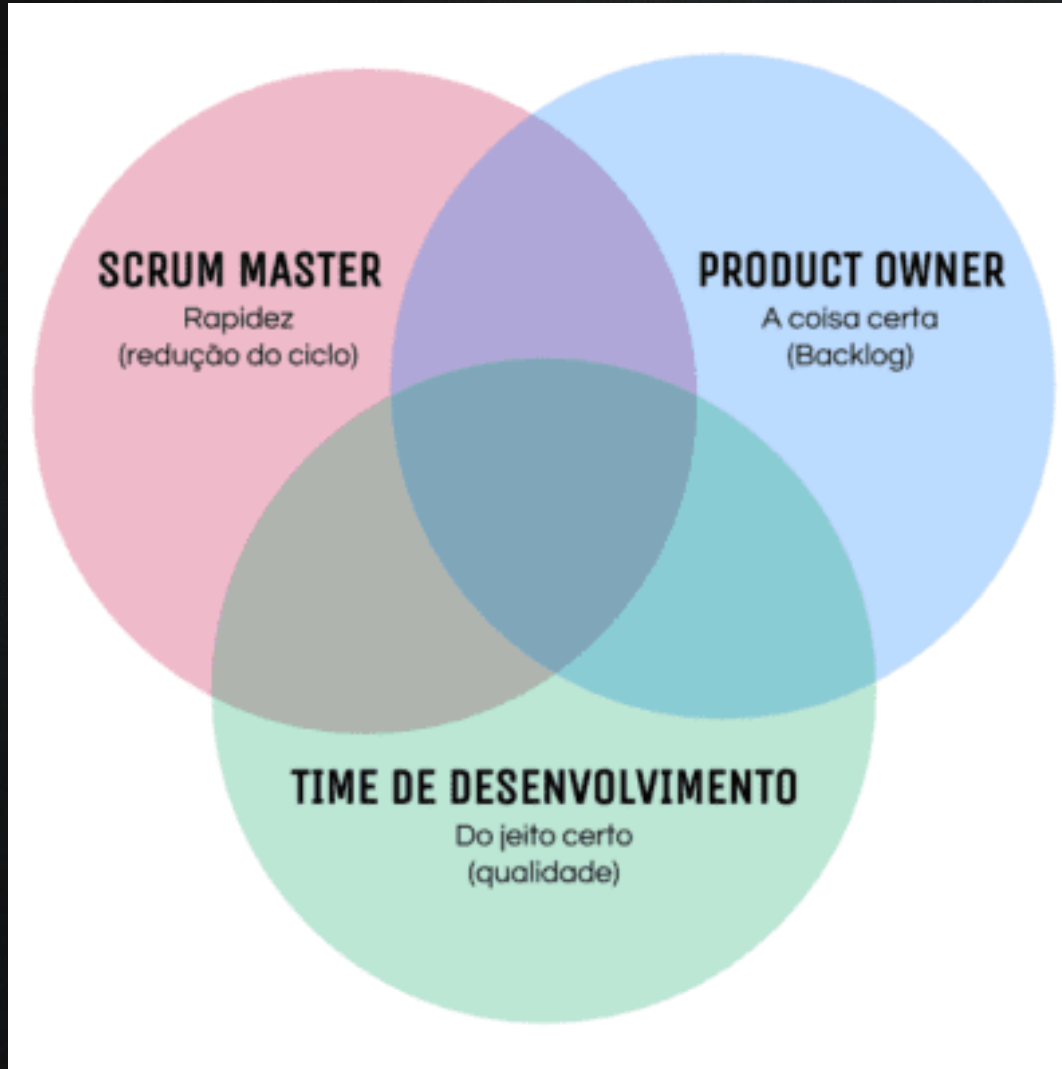 SCRUM MASTER
Rapidez
(redução do ciclo)
PRODUCT OWNER
A coisa certa
(Backlog)
TIME DE DESENVOLVIMENTO
Do jeito certo
(qualidade)